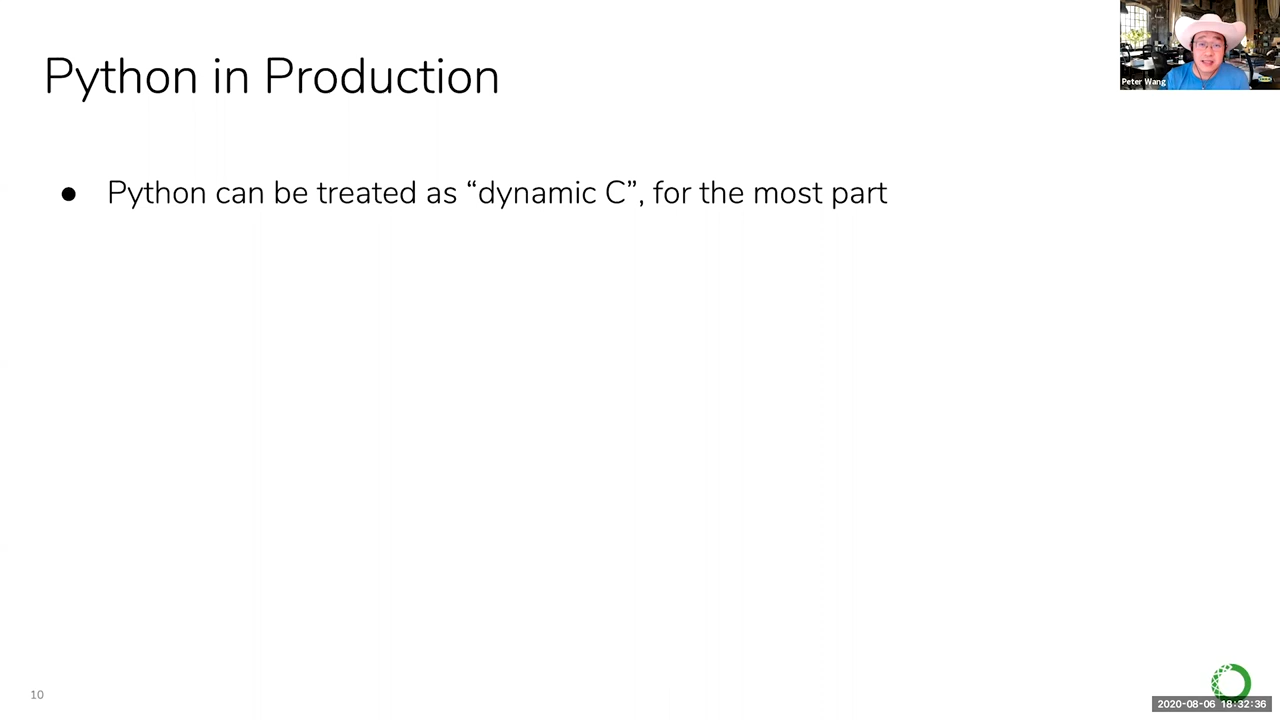 Python in Production
Peter Wang
● Python can be treated as “dynamic C”, for the most part
10
2020-08-06 18:32:36